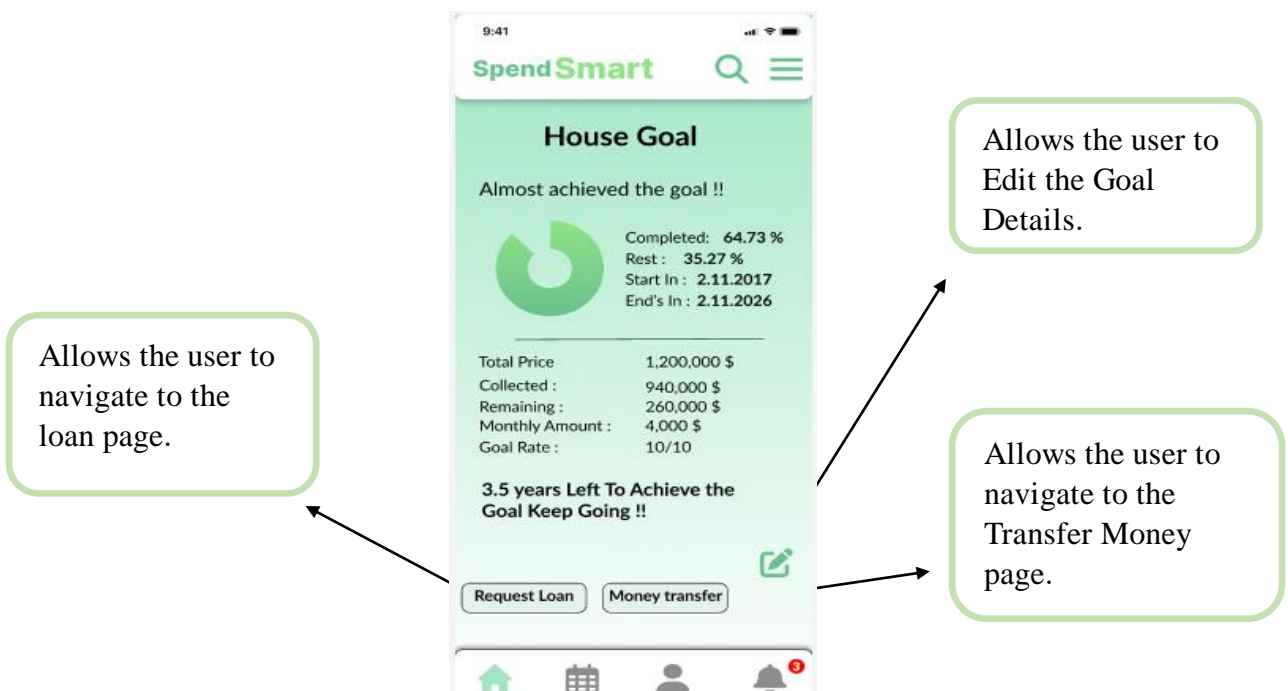 9:41
SpendSmart
House Goal
Almost achieved the goal !!
Completed: 64.73 %
Rest : 35.27 %
Start In : 2.11.2017
End's In : 2.11.2026
Total Price 1,200,000 $
Collected : 940,000 $
Remaining : 260,000 $
Monthly Amount : 4,000 $
Goal Rate : 10/10
3.5 years Left To Achieve the
Goal Keep Going !!
Request Loan Money transfer
3
Allows the user to
navigate to the
loan page.
Allows the user to
Edit the Goal
Details.
Allows the user to
navigate to the
Transfer Money
page.